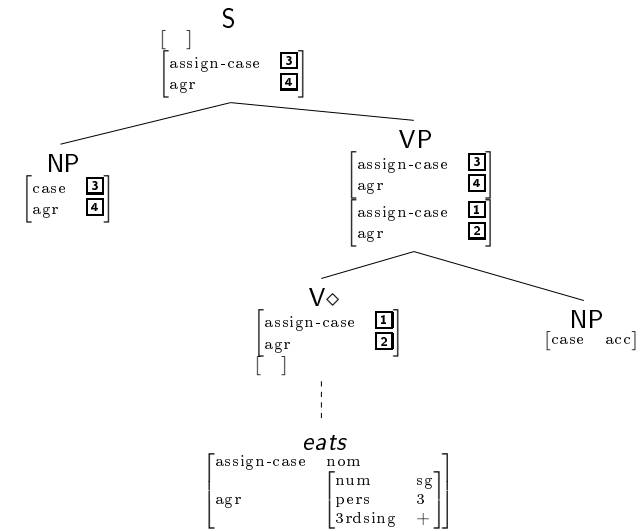 S
[ ]
[assign-case 3
agr 4]
VP
NP
[assign-case 3
agr 4]
[case 3
agr 4]
[assign-case 1
agr 2]
V◇
NP
[assign-case 1
agr 2]
[case acc]
[ ]
eats
[assign-case nom
[num sg
agr pers 3
3rdsing +]]